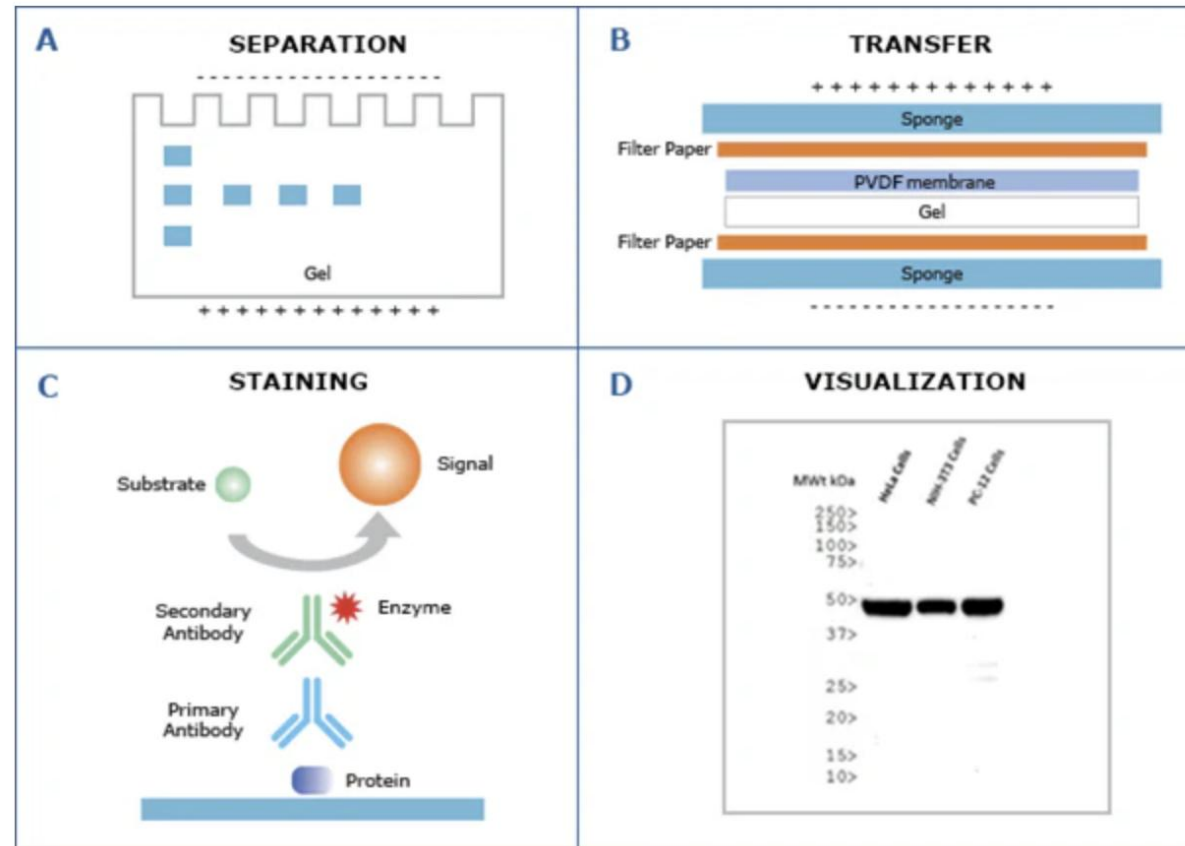 A
SEPARATION
- - - - - - - - - - - - - - - - - - -
Gel
+ + + + + + + + + + + + +
B
TRANSFER
+ + + + + + + + + + + + +
Sponge
Filter Paper
PVDF membrane
Gel
Filter Paper
Sponge
- - - - - - - - - - - - - - - - - - -
C
STAINING
Substrate
Signal
Secondary
Antibody
Enzyme
Primary
Antibody
Protein
D
VISUALIZATION
MWt kDa
HeLa Cells
NIH-3T3 Cells
PC-12 Cells
250>
150>
100>
75>
50>
37>
25>
20>
15>
10>